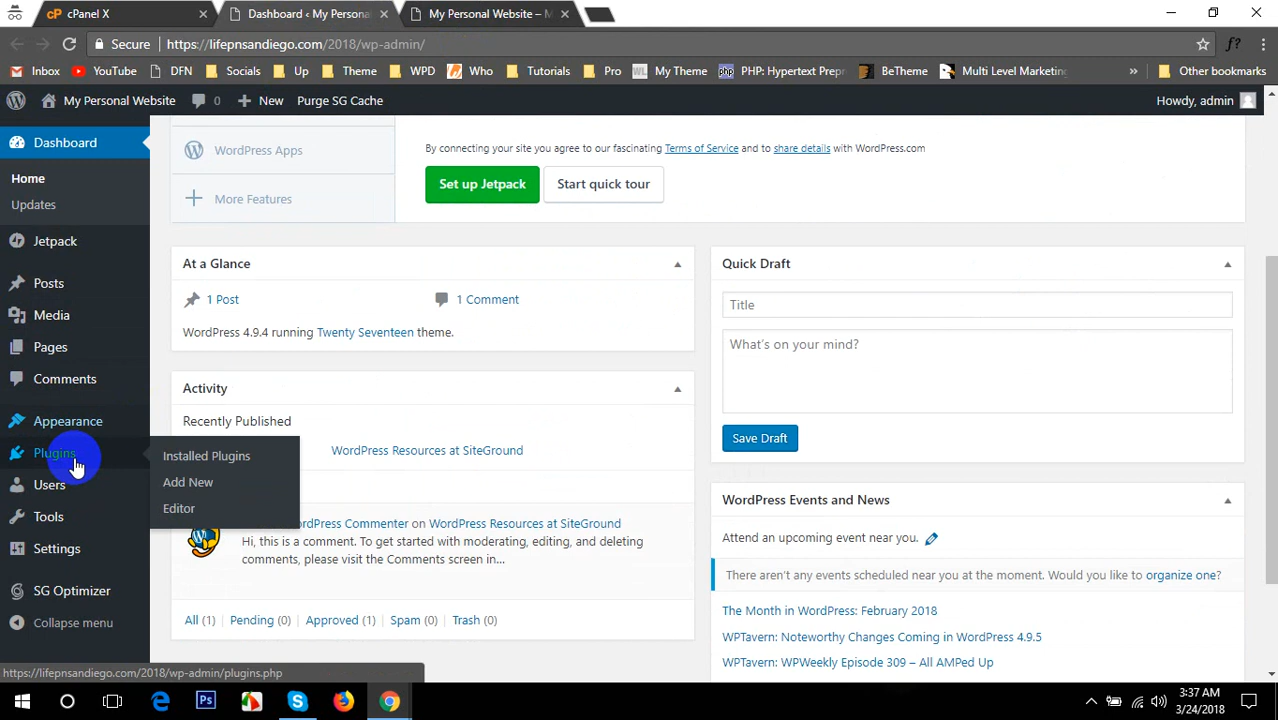 cPanel X
Dashboard ‹ My Personal
My Personal Website – M
Secure
https://lifepnsandiego.com/2018/wp-admin/
f?
Inbox
YouTube
DFN
Socials
Up
Theme
WPD
Who
Tutorials
Pro
WL
My Theme
php
PHP: Hypertext Prepr
BeTheme
Multi Level Marketing
»
Other bookmarks
My Personal Website
0
New
Purge SG Cache
Howdy, admin
Dashboard
Home
Updates
Jetpack
Posts
Media
Pages
Comments
Appearance
Plugins
Users
Tools
Settings
SG Optimizer
Collapse menu
Installed Plugins
Add New
Editor
WordPress Apps
More Features
By connecting your site you agree to our fascinating Terms of Service and to share details with WordPress.com
Set up Jetpack
Start quick tour
At a Glance
1 Post
1 Comment
WordPress 4.9.4 running Twenty Seventeen theme.
Activity
Recently Published
WordPress Resources at SiteGround
ordPress Commenter on WordPress Resources at SiteGround
Hi, this is a comment. To get started with moderating, editing, and deleting
comments, please visit the Comments screen in…
All (1)
Pending (0)
Approved (1)
Spam (0)
Trash (0)
Quick Draft
Title
What's on your mind?
Save Draft
WordPress Events and News
Attend an upcoming event near you.
There aren't any events scheduled near you at the moment. Would you like to organize one?
The Month in WordPress: February 2018
WPTavern: Noteworthy Changes Coming in WordPress 4.9.5
WPTavern: WPWeekly Episode 309 – All AMPed Up
https://lifepnsandiego.com/2018/wp-admin/plugins.php
Ps
3:37 AM
3/24/2018